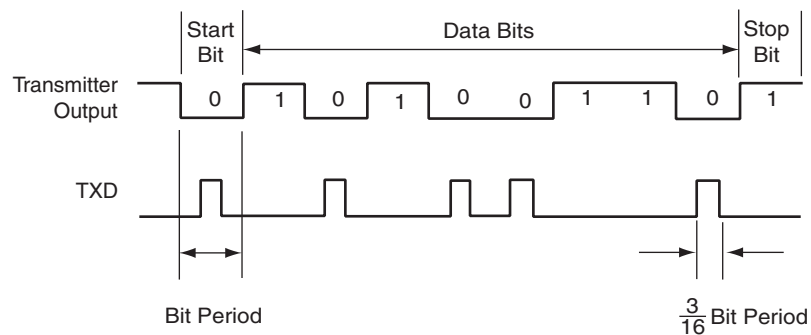 Start
Bit
Data Bits
Stop
Bit
Transmitter
Output
0 1 0 1 0 0 1 1 0 1
TXD
Bit Period
3
16 Bit Period